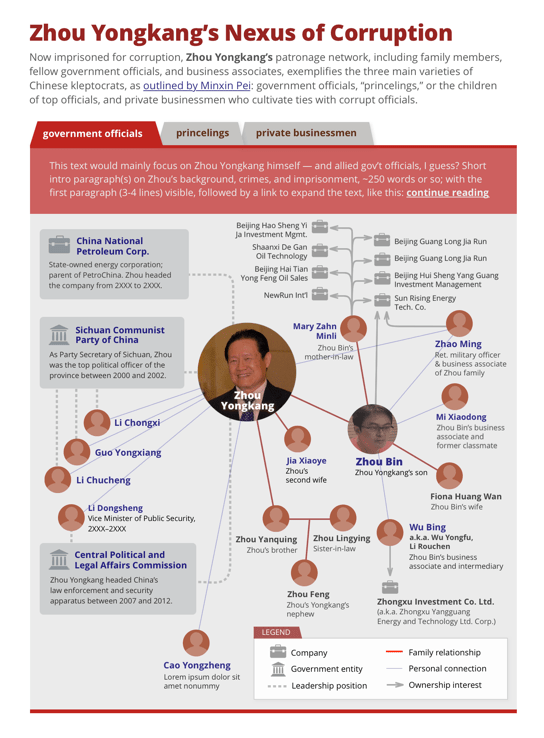 Zhou Yongkang's Nexus of Corruption
Now imprisoned for corruption, Zhou Yongkang's patronage network, including family members,
fellow government officials, and business associates, exemplifies the three main varieties of
Chinese kleptocrats, as outlined by Minxin Pei: government officials, "princelings," or the children
of top officials, and private businessmen who cultivate ties with corrupt officials.
government officials
princelings
private businessmen
This text would mainly focus on Zhou Yongkang himself — and allied gov't officials, I guess? Short
intro paragraph(s) on Zhou's background, crimes, and imprisonment, ~250 words or so; with the
first paragraph (3-4 lines) visible, followed by a link to expand the text, like this: continue reading
China National
Petroleum Corp.
State-owned energy corporation;
parent of PetroChina. Zhou headed
the company from 2XXX to 2XXX.
Beijing Hao Sheng Yi
Ja Investment Mgmt.
Shaanxi De Gan
Oil Technology
Beijing Hai Tian
Yong Feng Oil Sales
NewRun Int'l
Beijing Guang Long Jia Run
Beijing Guang Long Jia Run
Beijing Hui Sheng Yang Guang
Investment Management
Sun Rising Energy
Tech. Co.
Sichuan Communist
Party of China
As Party Secretary of Sichuan, Zhou
was the top political officer of the
province between 2000 and 2002.
Mary Zahn
Minli
Zhou Bin's
mother-in-law
Zhao Ming
Ret. military officer
& business associate
of Zhou family
Zhou
Yongkang
Li Chongxi
Guo Yongxiang
Li Chucheng
Mi Xiaodong
Zhou Bin's business
associate and
former classmate
Jia Xiaoye
Zhou's
second wife
Zhou Bin
Zhou Yongkang's son
Fiona Huang Wan
Zhou Bin's wife
Li Dongsheng
Vice Minister of Public Security,
2XXX–2XXX
Zhou Yanqing
Zhou's brother
Zhou Lingying
Sister-in-law
Wu Bing
a.k.a. Wu Yongfu,
Li Rouchen
Zhou Bin's business
associate and intermediary
Central Political and
Legal Affairs Commission
Zhou Yongkang headed China's
law enforcement and security
apparatus between 2007 and 2012.
Zhou Feng
Zhou's Yongkang's
nephew
Zhongxu Investment Co. Ltd.
(a.k.a. Zhongxu Yangguang
Energy and Technology Ltd. Corp.)
Cao Yongzheng
Lorem ipsum dolor sit
amet nonummy
LEGEND
Company
Government entity
Leadership position
Family relationship
Personal connection
Ownership interest